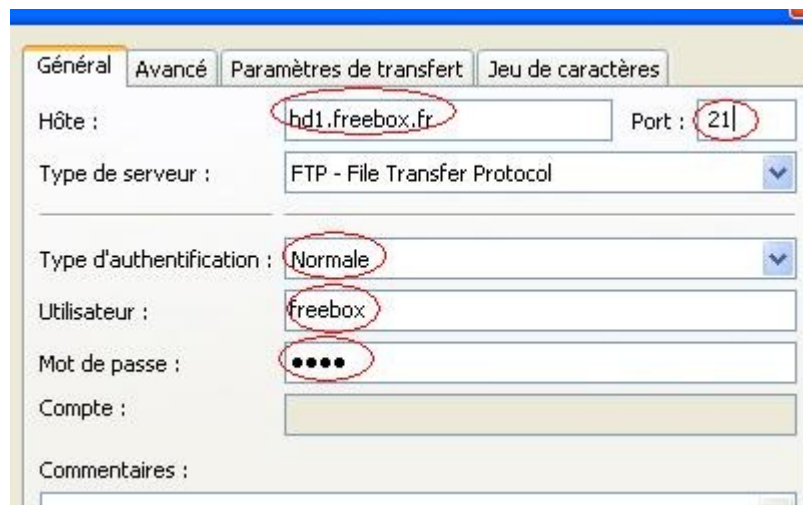 Général Avancé Paramètres de transfert Jeu de caractères
Hôte : hd1.freebox.fr Port : 21
Type de serveur : FTP - File Transfer Protocol
Type d'authentification : Normale
Utilisateur : freebox
Mot de passe : ●●●●
Compte :
Commentaires :